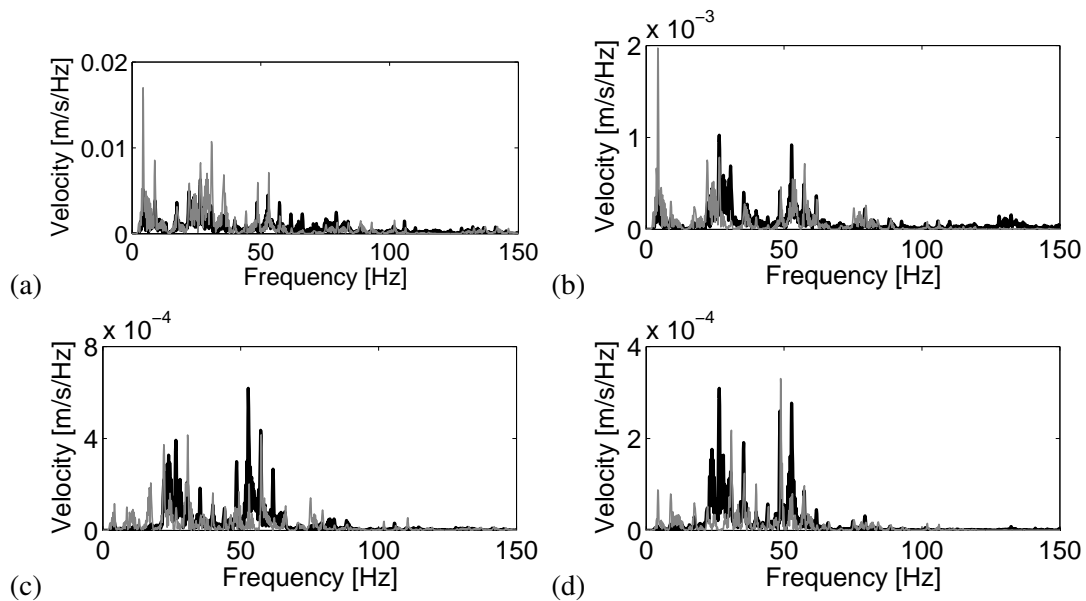 0.02
0.01
0
0 50 100 150
Velocity [m/s/Hz]
Frequency [Hz]
(a)
x 10⁻³
2
1
0
0 50 100 150
Velocity [m/s/Hz]
Frequency [Hz]
(b)
x 10⁻⁴
8
4
0
0 50 100 150
Velocity [m/s/Hz]
Frequency [Hz]
(c)
x 10⁻⁴
4
2
0
0 50 100 150
Velocity [m/s/Hz]
Frequency [Hz]
(d)